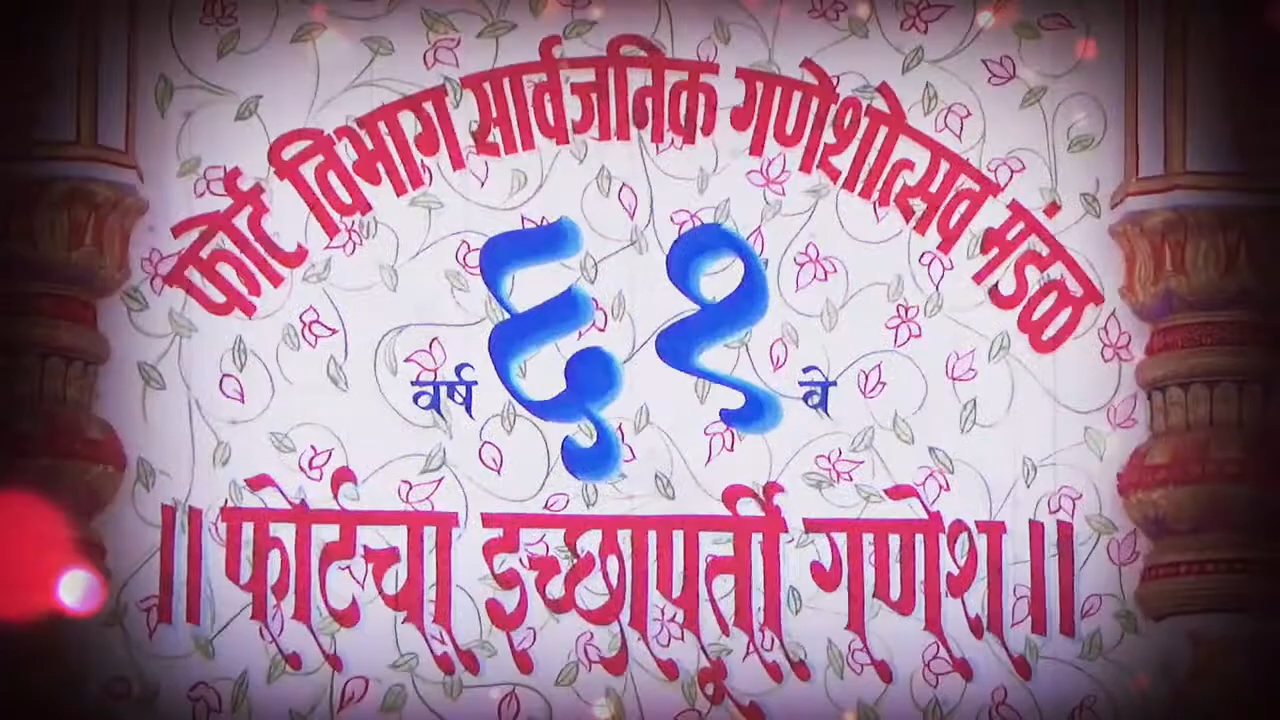 फोर्ट विभाग सार्वजनिक गणेशोत्सव मंडळ
वर्ष ६१ वे
॥ फोर्टचा इच्छापुर्ती गणेश ॥